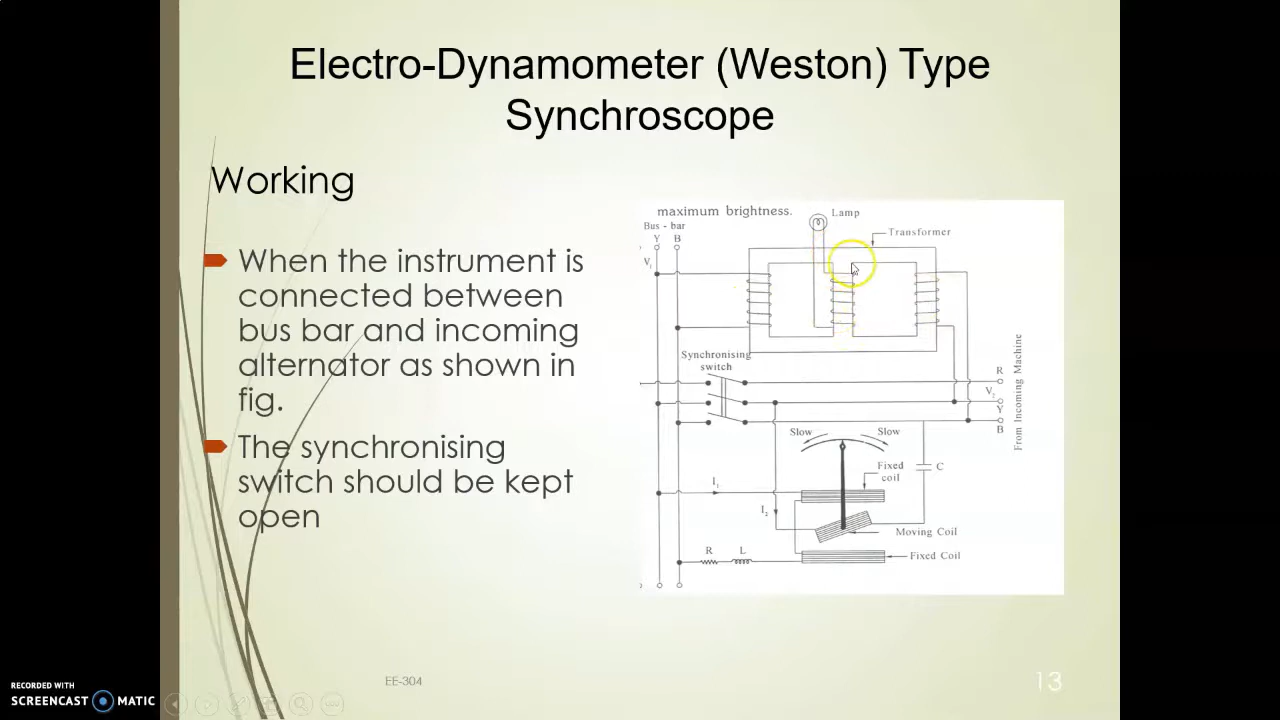 Electro-Dynamometer (Weston) Type
Synchroscope
Working
When the instrument is
connected between
bus bar and incoming
alternator as shown in
fig.
The synchronising
switch should be kept
open
maximum brightness.
Lamp
Bus - bar
Y B
Transformer
V1
Synchronising
switch
R
V2
Y
B
From Incoming Machine
Slow Slow
Fixed
coil
C
I1
I2
Moving Coil
R L
Fixed Coil
EE-304
13
RECORDED WITH
SCREENCAST MATIC